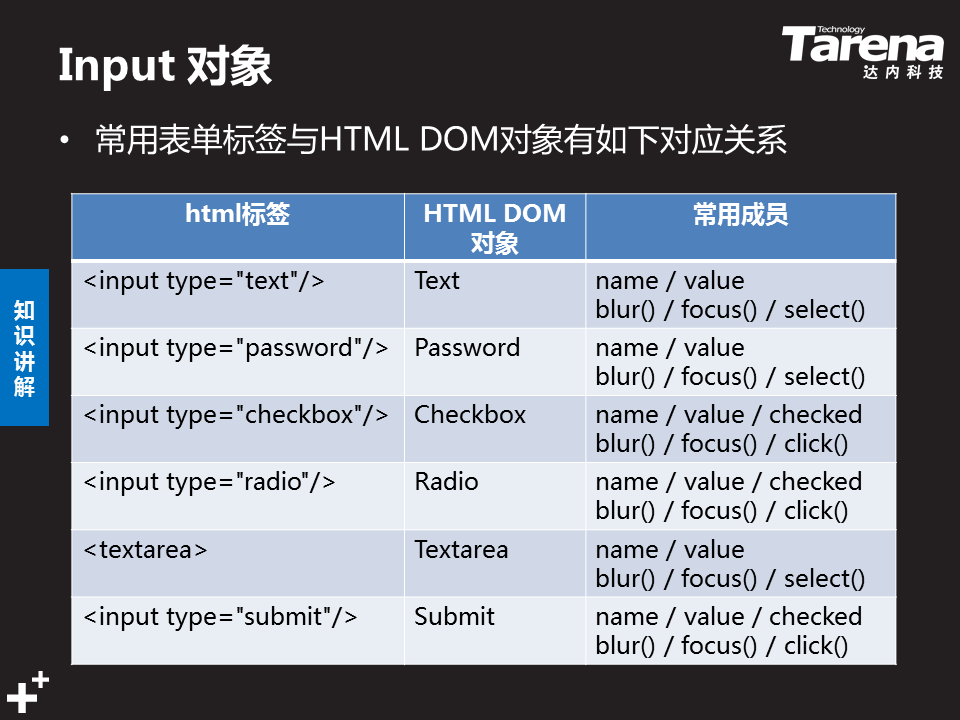 Input 对象
Technology
Tarena
达内科技
• 常用表单标签与HTML DOM对象有如下对应关系
html标签
HTML DOM
对象
常用成员
<input type="text"/>
Text
name / value
blur() / focus() / select()
<input type="password"/>
Password
name / value
blur() / focus() / select()
<input type="checkbox"/>
Checkbox
name / value / checked
blur() / focus() / click()
<input type="radio"/>
Radio
name / value / checked
blur() / focus() / click()
<textarea>
Textarea
name / value
blur() / focus() / select()
<input type="submit"/>
Submit
name / value / checked
blur() / focus() / click()
知
识
讲
解